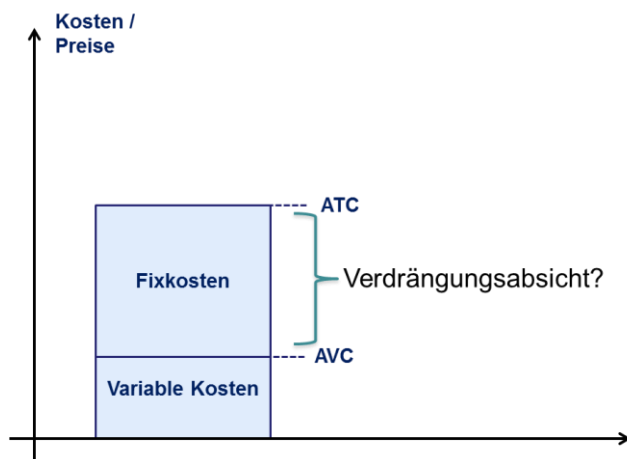 Kosten /
Preise
ATC
Fixkosten
Verdrängungsabsicht?
AVC
Variable Kosten